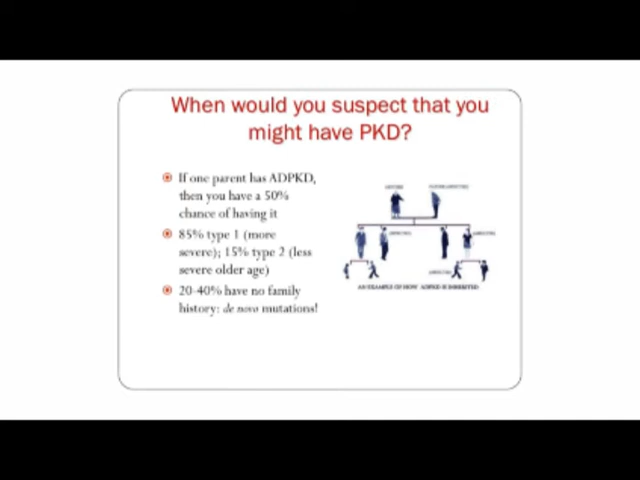 When would you suspect that you
might have PKD?
If one parent has ADPKD,
then you have a 50%
chance of having it
85% type 1 (more
severe); 15% type 2 (less
severe older age)
20-40% have no family
history: de novo mutations!
AN EXAMPLE OF HOW ADPKD IS INHERITED